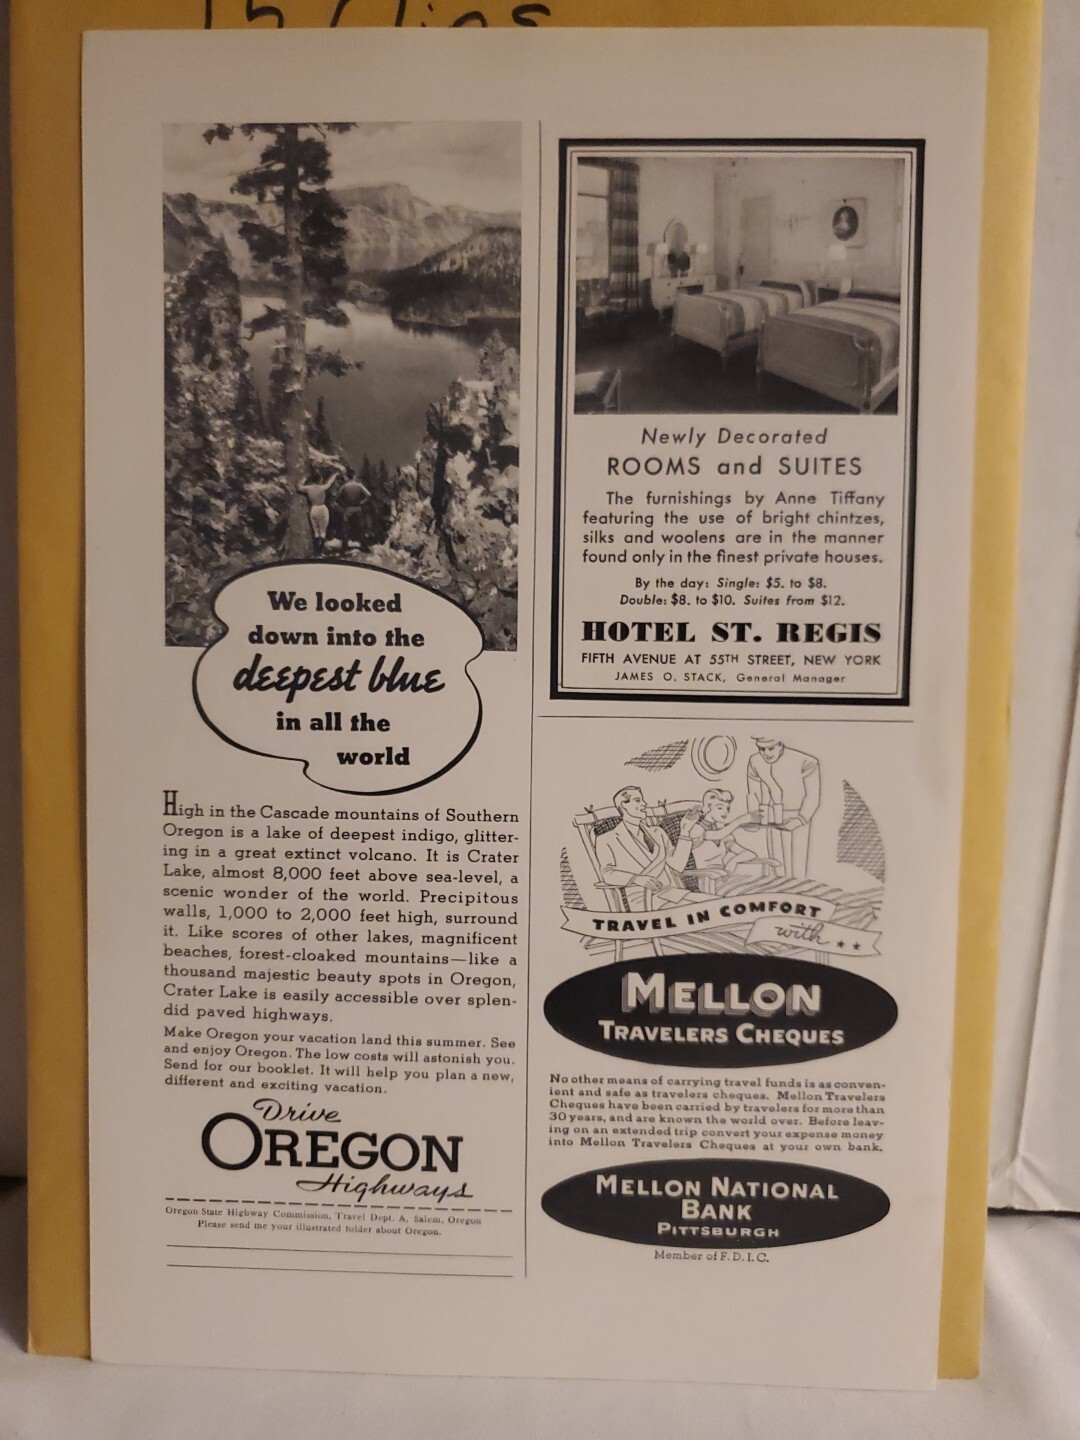 We looked
down into the
deepest blue
in all the
world
High in the Cascade mountains of Southern
Oregon is a lake of deepest indigo, glitter-
ing in a great extinct volcano. It is Crater
Lake, almost 8,000 feet above sea-level, a
scenic wonder of the world. Precipitous
walls, 1,000 to 2,000 feet high, surround
it. Like scores of other lakes, magnificent
beaches, forest-cloaked mountains—like a
thousand majestic beauty spots in Oregon,
Crater Lake is easily accessible over splen-
did paved highways.
Make Oregon your vacation land this summer. See
and enjoy Oregon. The low costs will astonish you.
Send for our booklet. It will help you plan a new,
different and exciting vacation.
Drive
OREGON
Highways
Oregon State Highway Commission, Travel Dept. A, Salem, Oregon
Please send me your illustrated folder about Oregon.
Newly Decorated
ROOMS and SUITES
The furnishings by Anne Tiffany
featuring the use of bright chintzes,
silks and woolens are in the manner
found only in the finest private houses.
By the day: Single: $5. to $8.
Double: $8. to $10. Suites from $12.
HOTEL ST. REGIS
FIFTH AVENUE AT 55TH STREET, NEW YORK
JAMES O. STACK, General Manager
TRAVEL IN COMFORT
with
MELLON
TRAVELERS CHEQUES
No other means of carrying travel funds is as conven-
ient and safe as travelers cheques. Mellon Travelers
Cheques have been carried by travelers for more than
30 years, and are known the world over. Before leav-
ing on an extended trip convert your expense money
into Mellon Travelers Cheques at your own bank.
MELLON NATIONAL
BANK
PITTSBURGH
Member of F. D. I. C.